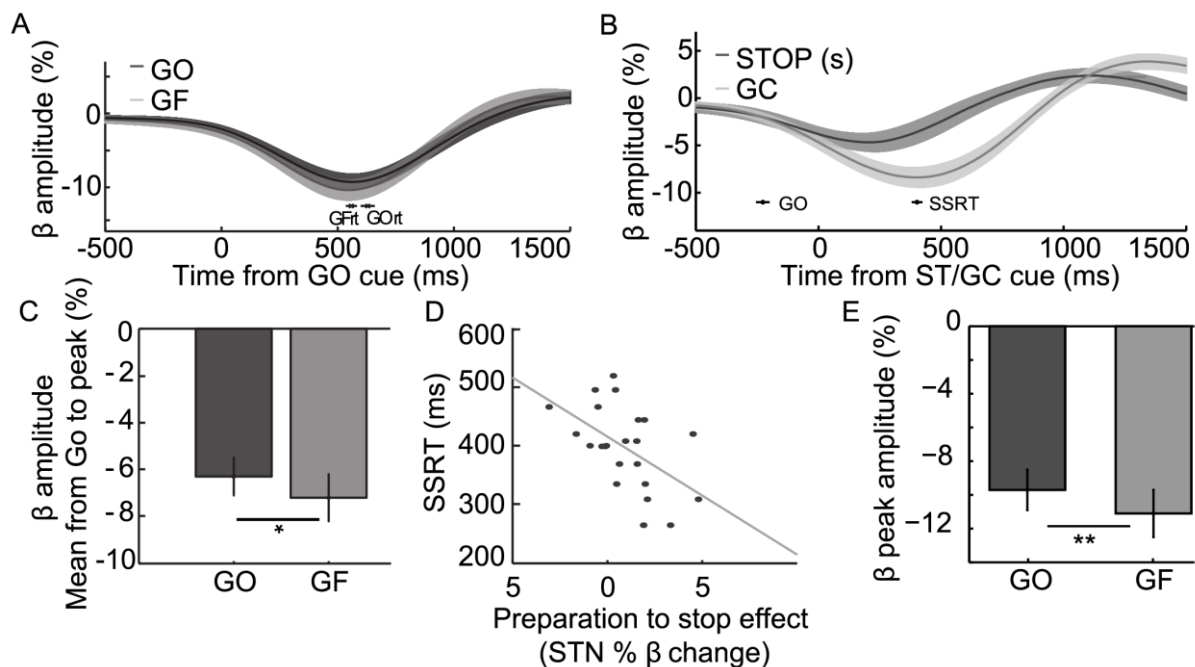 A
β amplitude (%)
GO
GF
0
-10
GFrt
GOrt
-500
0
500
1000
1500
Time from GO cue (ms)
B
β amplitude (%)
STOP (s)
GC
5
0
-5
-10
GO
SSRT
-500
0
500
1000
1500
Time from ST/GC cue (ms)
C
β amplitude
Mean from Go to peak (%)
0
-2
-4
-6
-8
-10
*
GO
GF
D
SSRT (ms)
600
500
400
300
200
5
0
5
Preparation to stop effect
(STN % β change)
E
β peak amplitude (%)
0
−4
−8
−12
**
GO
GF